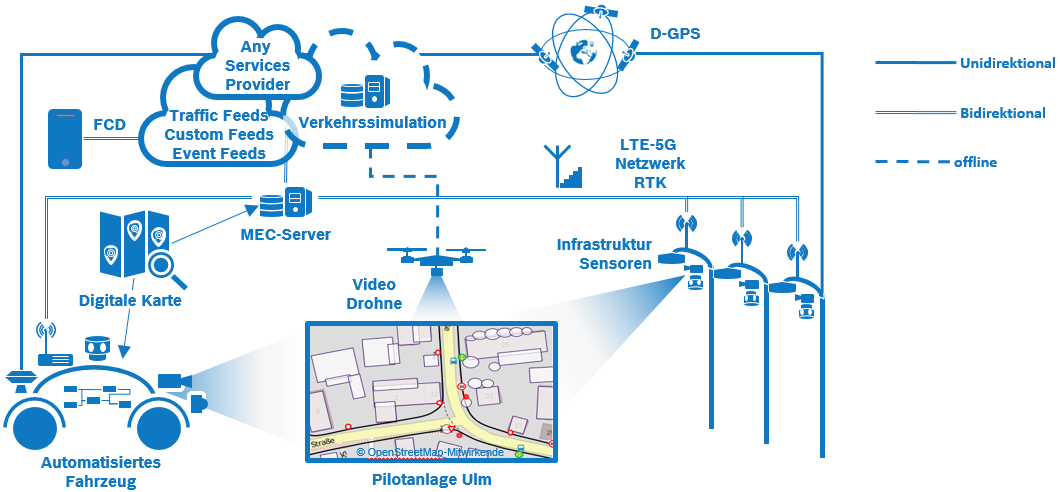 Any
Services
Provider
D-GPS
Unidirektional
Traffic Feeds
Custom Feeds
Event Feeds
Verkehrssimulation
FCD
Bidirektional
LTE-5G
Netzwerk
RTK
offline
MEC-Server
Infrastruktur
Sensoren
Digitale Karte
Video
Drohne
Straße
© OpenStreetMap-Mitwirkende
Automatisiertes
Fahrzeug
Pilotanlage Ulm